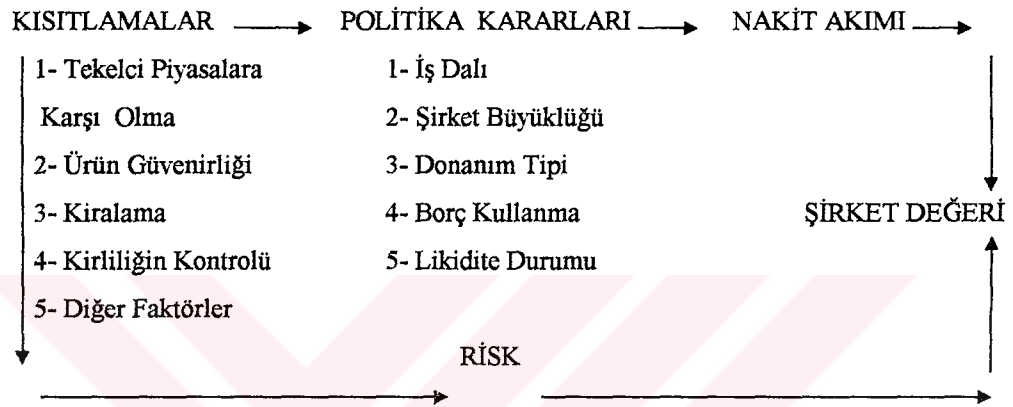 KISITLAMALAR POLİTİKA KARARLARI NAKİT AKIMI
1- Tekelci Piyasalara 1- İş Dalı
Karşı Olma 2- Şirket Büyüklüğü
2- Ürün Güvenirliği 3- Donanım Tipi
3- Kiralama 4- Borç Kullanma ŞİRKET DEĞERİ
4- Kirliliğin Kontrolü 5- Likidite Durumu
5- Diğer Faktörler
RİSK